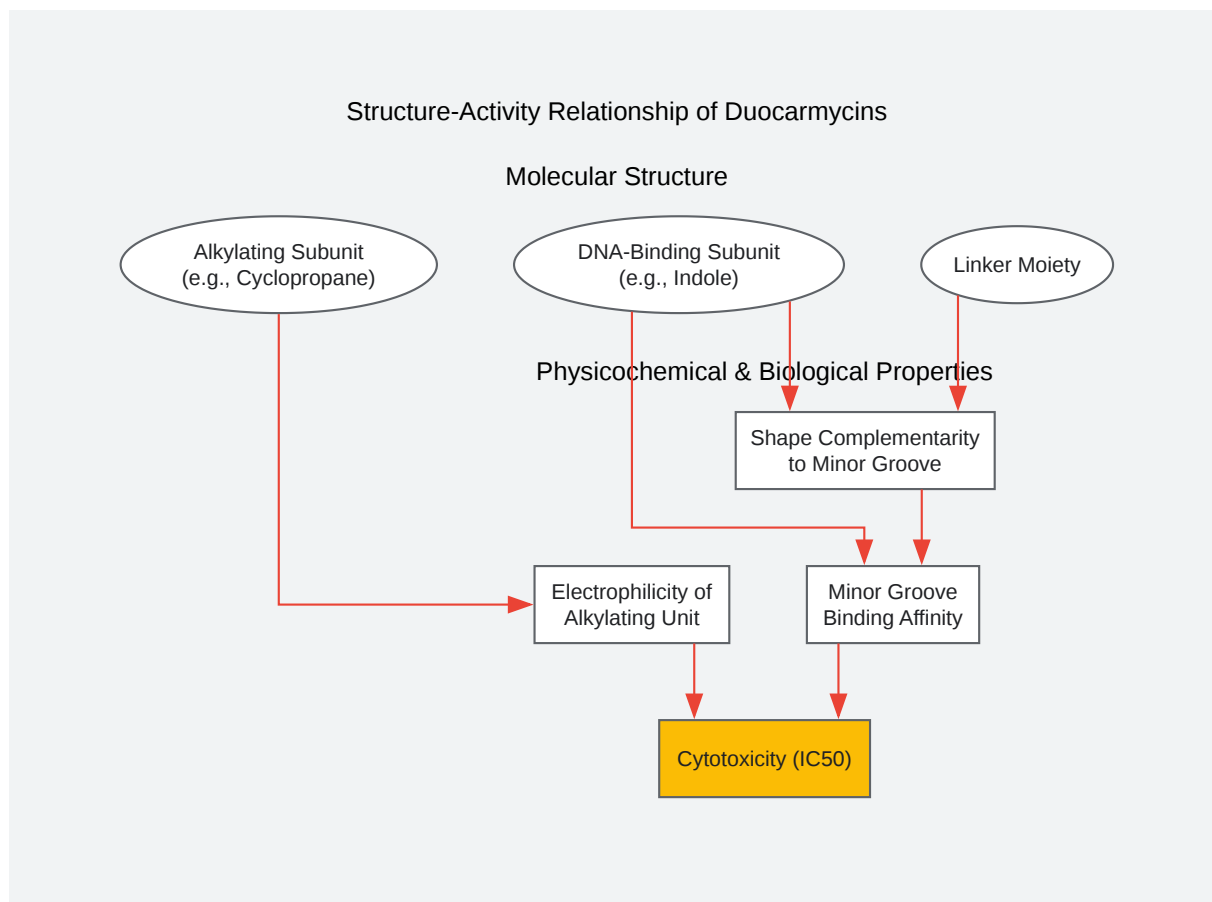 Structure-Activity Relationship of Duocarmycins
Molecular Structure
Alkylating Subunit
(e.g., Cyclopropane)
DNA-Binding Subunit
(e.g., Indole)
Linker Moiety
Physicochemical & Biological Properties
Shape Complementarity
to Minor Groove
Electrophilicity of
Alkylating Unit
Minor Groove
Binding Affinity
Cytotoxicity (IC50)